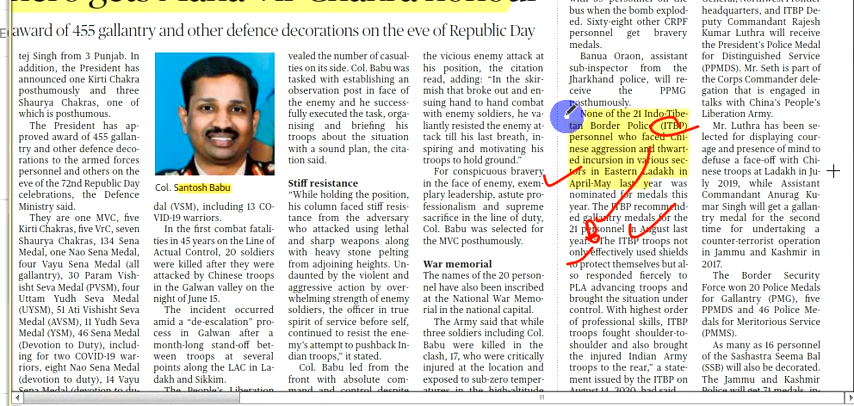 hero gets Maha Vir Chakra honour
award of 455 gallantry and other defence decorations on the eve of Republic Day
tej Singh from 3 Punjab. In
addition, the President has
announced one Kirti Chakra
posthumously and three
Shaurya Chakras, one of
which is posthumous.
The President has ap-
proved award of 455 gallan-
try and other defence deco-
rations to the armed forces
personnel and others on the
eve of the 72nd Republic Day
celebrations, the Defence
Ministry said.
They are one MVC, five
Kirti Chakras, five VrC, seven
Shaurya Chakras, 134 Sena
Medal, one Nao Sena Medal,
four Vayu Sena Medal (all
gallantry), 30 Param Vish-
isht Seva Medal (PVSM), four
Uttam Yudh Seva Medal
(UYSM), 51 Ati Vishisht Seva
Medal (AVSM), 11 Yudh Seva
Medal (YSM), 46 Sena Medal
(Devotion to Duty), includ-
ing for two COVID-19 war-
riors, eight Nao Sena Medal
(devotion to duty), 14 Vayu
Sena Medal (devotion to du-
Col. Santosh Babu
dal (VSM), including 13 CO-
VID-19 warriors.
In the first combat fatali-
ties in 45 years on the Line of
Actual Control, 20 soldiers
were killed after they were
attacked by Chinese troops
in the Galwan valley on the
night of June 15.
The incident occurred
amid a “de-escalation” pro-
cess in Galwan after a
month-long stand-off bet-
ween troops at several
points along the LAC in La-
dakh and Sikkim.
The People's Liberation
vealed the number of casual-
ties on its side. Col. Babu was
tasked with establishing an
observation post in face of
the enemy and he success-
fully executed the task, orga-
nising and briefing his
troops about the situation
with a sound plan, the cita-
tion said.
Stiff resistance
“While holding the position,
his column faced stiff resis-
tance from the adversary
who attacked using lethal
and sharp weapons along
with heavy stone pelting
from adjoining heights. Un-
daunted by the violent and
aggressive action by over-
whelming strength of enemy
soldiers, the officer in true
spirit of service before self,
continued to resist the ene-
my's attempt to pushback In-
dian troops,” it stated.
Col. Babu led from the
front with absolute com-
mand and control despite
the vicious enemy attack at
his position, the citation
read, adding: “In the skir-
mish that broke out and en-
suing hand to hand combat
with enemy soldiers, he va-
liantly resisted the enemy at-
tack till his last breath, in-
spiring and motivating his
troops to hold ground.”
For conspicuous bravery
in the face of enemy, exem-
plary leadership, astute pro-
fessionalism and supreme
sacrifice in the line of duty,
Col. Babu was selected for
the MVC posthumously.
War memorial
The names of the 20 person-
nel have also been inscribed
at the National War Memo-
rial in the national capital.
The Army said that while
three soldiers including Col.
Babu were killed in the
clash, 17, who were critically
injured at the location and
exposed to sub-zero temper-
atures in the high-altitude
bus when the bomb explod-
ed. Sixty-eight other CRPF
personnel get bravery
medals.
Banua Oraon, assistant
sub-inspector from the
Jharkhand police, will re-
ceive the PPMG
posthumously.
None of the 21 Indo-Tibe-
tan Border Police (ITBP)
personnel who faced Chi-
nese aggression and thwart-
ed incursion in various sec-
tors in Eastern Ladakh in
April-May last year was
nominated for medals this
year. The ITBP recommend-
ed gallantry medals for the
21 personnel in August last
year. “The ITBP troops not
only effectively used shields
to protect themselves but al-
so responded fiercely to
PLA advancing troops and
brought the situation under
control. With highest order
of professional skills, ITBP
troops fought shoulder-to-
shoulder and also brought
the injured Indian Army
troops to the rear,” a state-
ment issued by the ITBP on
August 14, 2020, had said.
headquarters, and ITBP De-
puty Commandant Rajesh
Kumar Luthra will receive
the President's Police Medal
for Distinguished Service
(PPMDS). Mr. Seth is part of
the Corps Commander dele-
gation that is engaged in
talks with China's People's
Liberation Army.
Mr. Luthra has been se-
lected for displaying cour-
age and presence of mind to
defuse a face-off with Chi-
nese troops at Ladakh in Ju-
ly 2019, while Assistant
Commandant Anurag Ku-
mar Singh will get a gallan-
try medal for the second
time for undertaking a
counter-terrorist operation
in Jammu and Kashmir in
2017.
The Border Security
Force won 20 Police Medals
for Gallantry (PMG), five
PPMDS and 46 Police Me-
dals for Meritorious Service
(PMMS).
As many as 16 personnel
of the Sashastra Seema Bal
(SSB) will also be decorated.
The Jammu and Kashmir